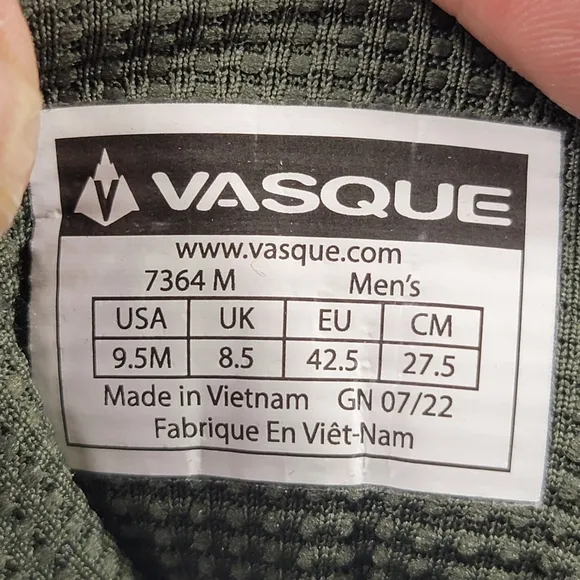 VASQUE
www.vasque.com
7364 M Men's
USA UK EU CM
9.5M 8.5 42.5 27.5
Made in Vietnam GN 07/22
Fabrique En Viêt-Nam